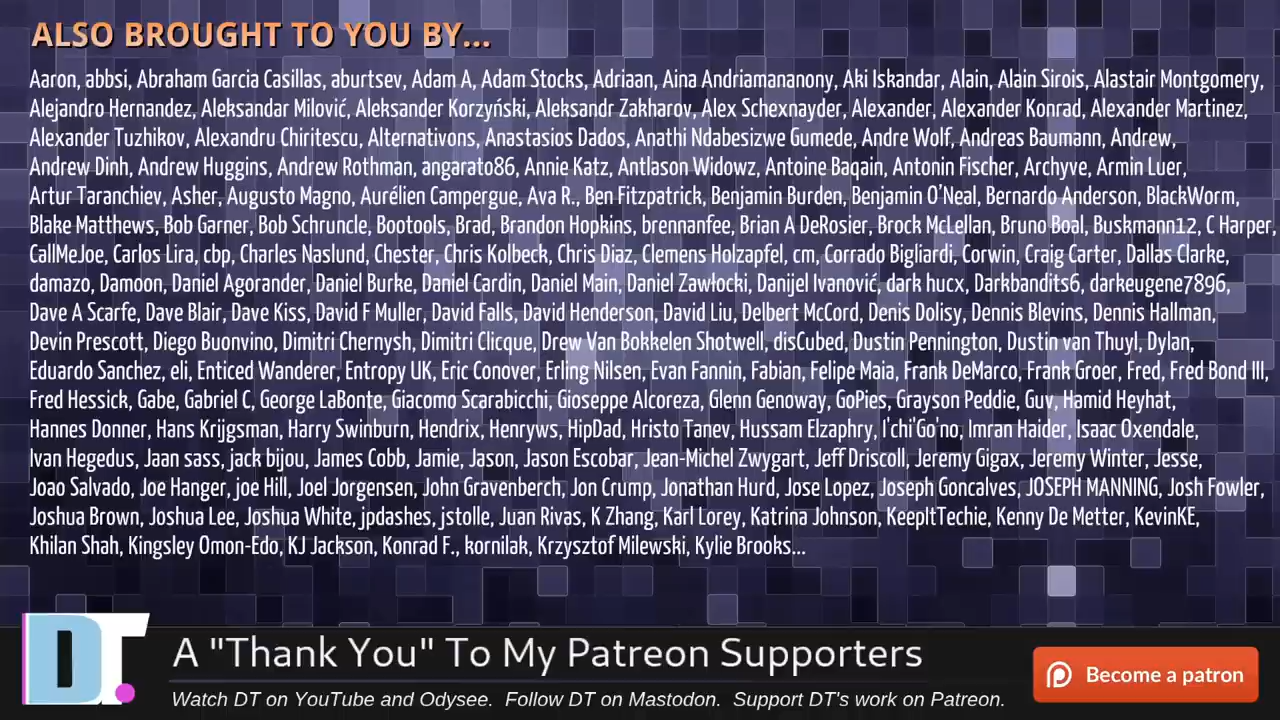 ALSO BROUGHT TO YOU BY...
Aaron, abbsi, Abraham Garcia Casillas, aburtsev, Adam A, Adam Stocks, Adriaan, Aina Andriamananony, Aki Iskandar, Alain, Alain Sirois, Alastair Montgomery,
Alejandro Hernandez, Aleksandar Milović, Aleksander Korzyński, Aleksandr Zakharov, Alex Schexnayder, Alexander, Alexander Konrad, Alexander Martinez,
Alexander Tuzhikov, Alexandru Chiritescu, Alternativons, Anastasios Dados, Anathi Ndabesizwe Gumede, Andre Wolf, Andreas Baumann, Andrew,
Andrew Dinh, Andrew Huggins, Andrew Rothman, angarato86, Annie Katz, Antlason Widowz, Antoine Baqain, Antonin Fischer, Archyve, Armin Luer,
Artur Taranchiev, Asher, Augusto Magno, Aurélien Campergue, Ava R., Ben Fitzpatrick, Benjamin Burden, Benjamin O'Neal, Bernardo Anderson, BlackWorm,
Blake Matthews, Bob Garner, Bob Schruncle, Bootools, Brad, Brandon Hopkins, brennanfee, Brian A DeRosier, Brock McLellan, Bruno Boal, Buskmann12, C Harper,
CallMeJoe, Carlos Lira, cbp, Charles Naslund, Chester, Chris Kolbeck, Chris Diaz, Clemens Holzapfel, cm, Corrado Bigliardi, Corwin, Craig Carter, Dallas Clarke,
damazo, Damoon, Daniel Agorander, Daniel Burke, Daniel Cardin, Daniel Main, Daniel Zawłocki, Danijel Ivanović, dark hucx, Darkbandits6, darkeugene7896,
Dave A Scarfe, Dave Blair, Dave Kiss, David F Muller, David Falls, David Henderson, David Liu, Delbert McCord, Denis Dolisy, Dennis Blevins, Dennis Hallman,
Devin Prescott, Diego Buonvino, Dimitri Chernysh, Dimitri Clicque, Drew Van Bokkelen Shotwell, disCubed, Dustin Pennington, Dustin van Thuyl, Dylan,
Eduardo Sanchez, eli, Enticed Wanderer, Entropy UK, Eric Conover, Erling Nilsen, Evan Fannin, Fabian, Felipe Maia, Frank DeMarco, Frank Groer, Fred, Fred Bond III,
Fred Hessick, Gabe, Gabriel C, George LaBonte, Giacomo Scarabicchi, Gioseppe Alcoreza, Glenn Genoway, GoPies, Grayson Peddie, Guv, Hamid Heyhat,
Hannes Donner, Hans Krijgsman, Harry Swinburn, Hendrix, Henryws, HipDad, Hristo Tanev, Hussam Elzaphry, I'chi'Go'no, Imran Haider, Isaac Oxendale,
Ivan Hegedus, Jaan sass, jack bijou, James Cobb, Jamie, Jason, Jason Escobar, Jean-Michel Zwygart, Jeff Driscoll, Jeremy Gigax, Jeremy Winter, Jesse,
Joao Salvado, Joe Hanger, joe Hill, Joel Jorgensen, John Gravenberch, Jon Crump, Jonathan Hurd, Jose Lopez, Joseph Goncalves, JOSEPH MANNING, Josh Fowler,
Joshua Brown, Joshua Lee, Joshua White, jpdashes, jstolle, Juan Rivas, K Zhang, Karl Lorey, Katrina Johnson, KeepItTechie, Kenny De Metter, KevinKE,
Khilan Shah, Kingsley Omon-Edo, KJ Jackson, Konrad F., kornilak, Krzysztof Milewski, Kylie Brooks...
DT
A "Thank You" To My Patreon Supporters
Watch DT on YouTube and Odysee. Follow DT on Mastodon. Support DT's work on Patreon.
Become a patron